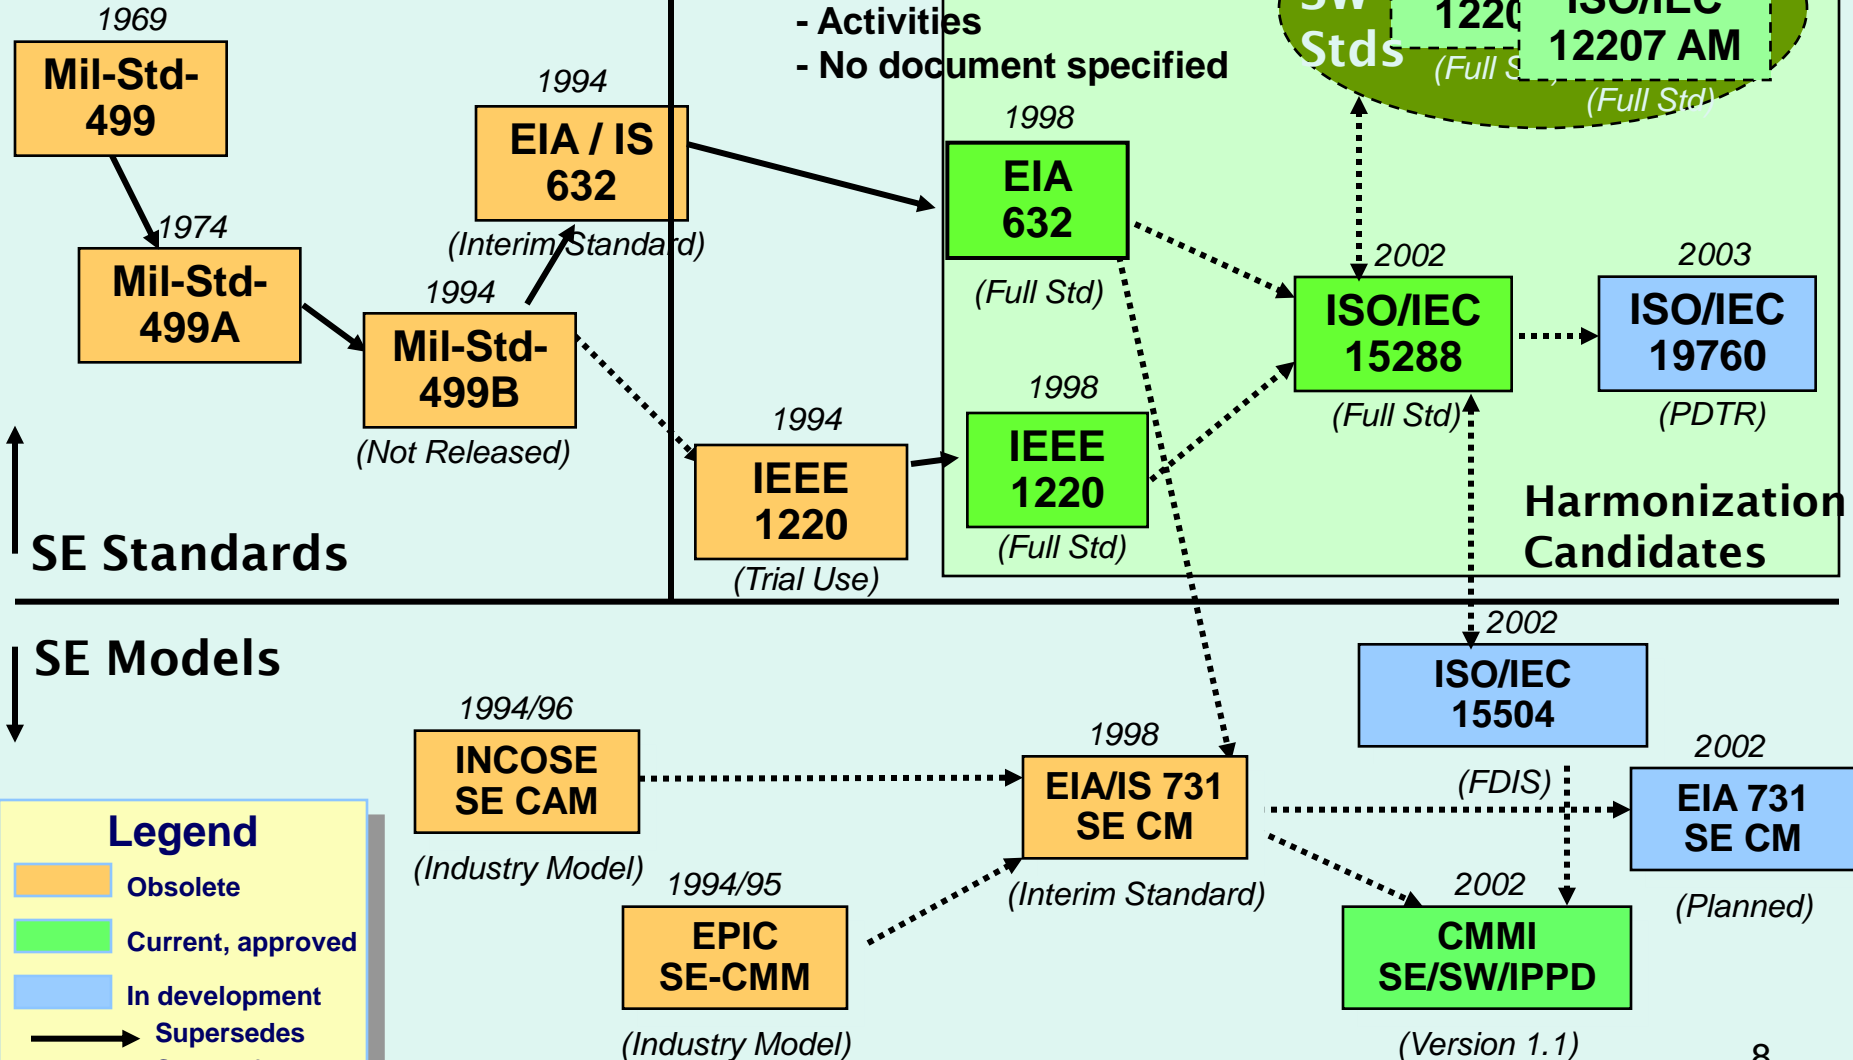 1969
Mil-Std-
499
1974
Mil-Std-
499A
1994
Mil-Std-
499B
(Not Released)
1994
EIA / IS
632
(Interim Standard)
- Activities
- No document specified
1994
IEEE
1220
(Trial Use)
1998
EIA
632
(Full Std)
1998
IEEE
1220
(Full Std)
SW
Stds
ISO/IEC
12207 AM
(Full Std)
2002
ISO/IEC
15288
(Full Std)
2003
ISO/IEC
19760
(PDTR)
Harmonization
Candidates
SE Standards
SE Models
1994/96
INCOSE
SE CAM
(Industry Model)
1994/95
EPIC
SE-CMM
(Industry Model)
1998
EIA/IS 731
SE CM
(Interim Standard)
2002
ISO/IEC
15504
(FDIS)
2002
EIA 731
SE CM
(Planned)
2002
CMMI
SE/SW/IPPD
(Version 1.1)
Legend
Obsolete
Current, approved
In development
Supersedes
8